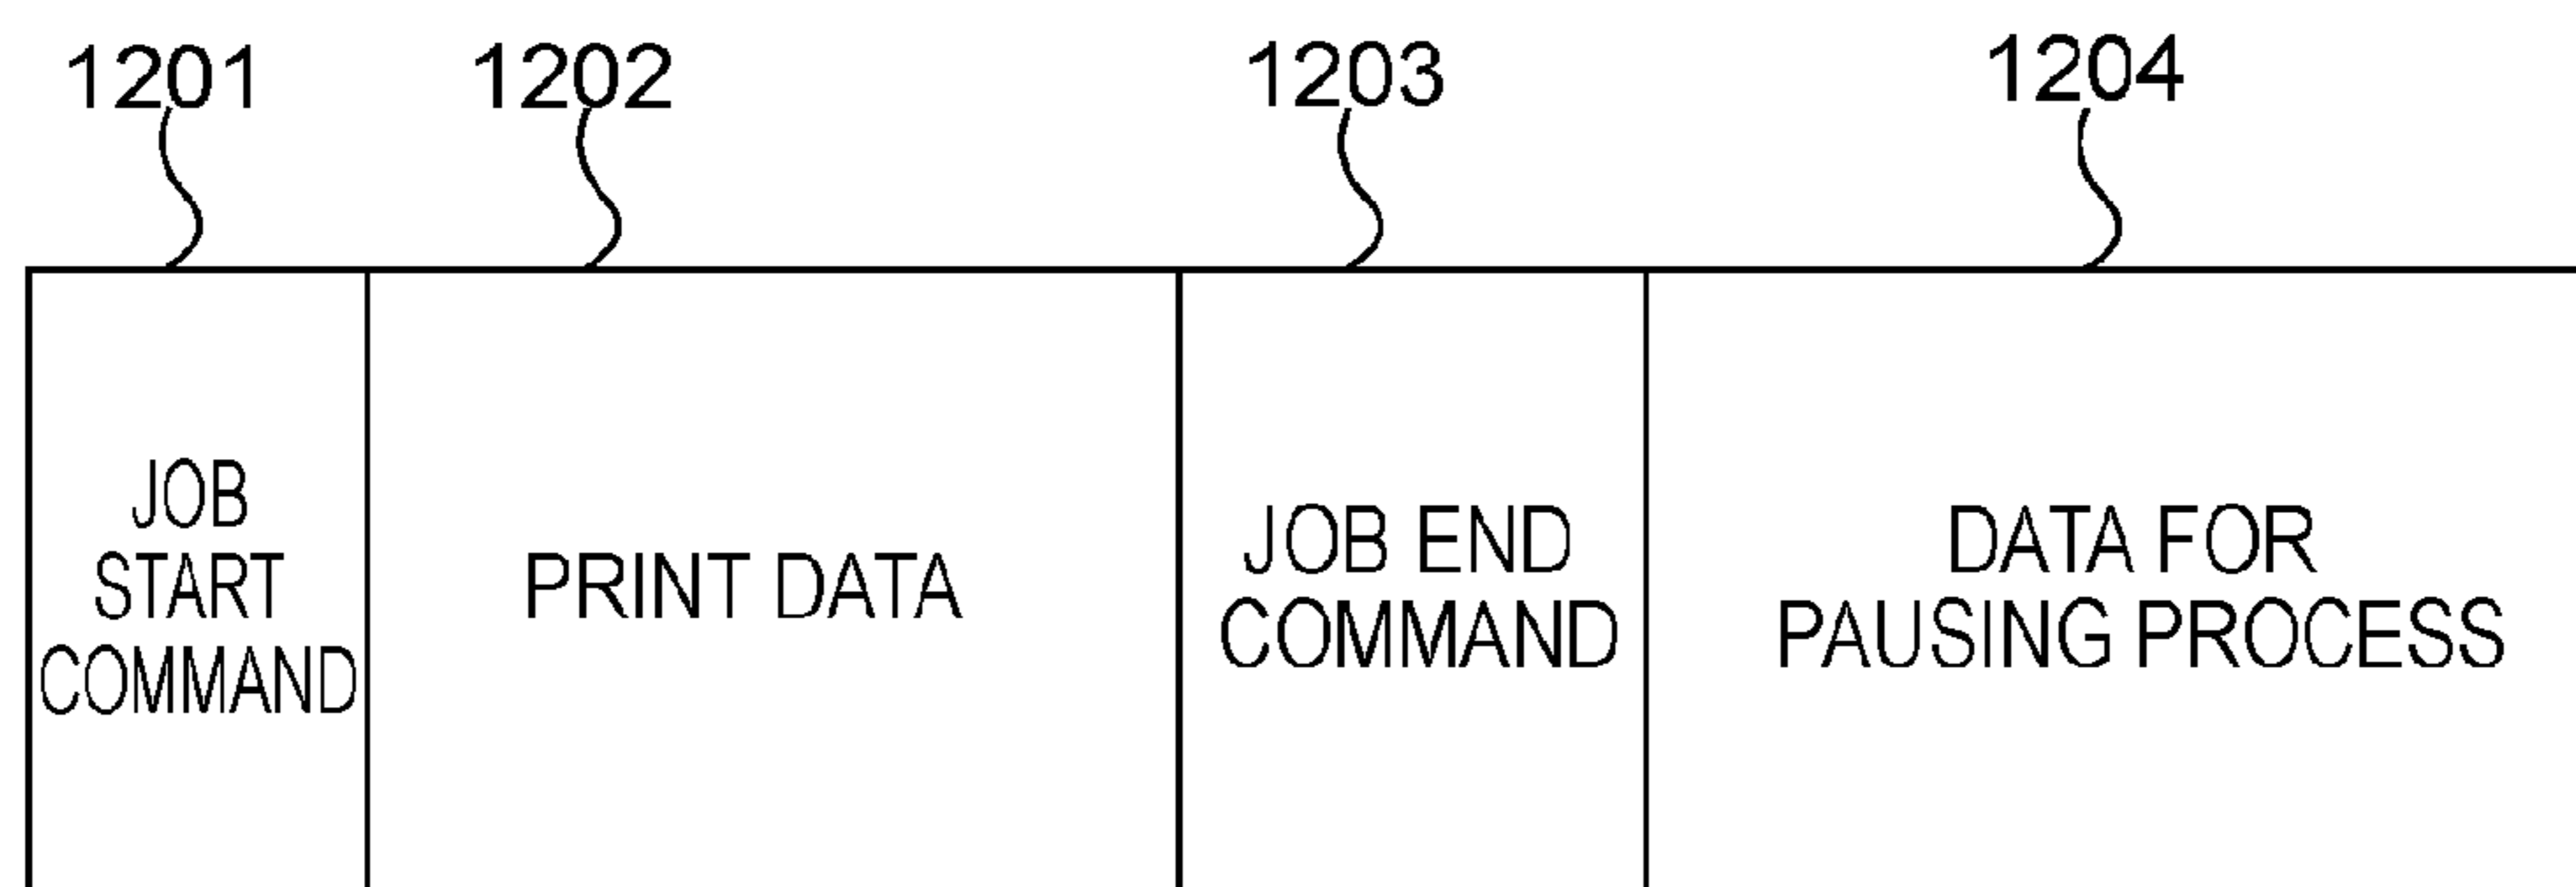 1201 1202 1203 1204
JOB
START
COMMAND
PRINT DATA
JOB END
COMMAND
DATA FOR
PAUSING PROCESS